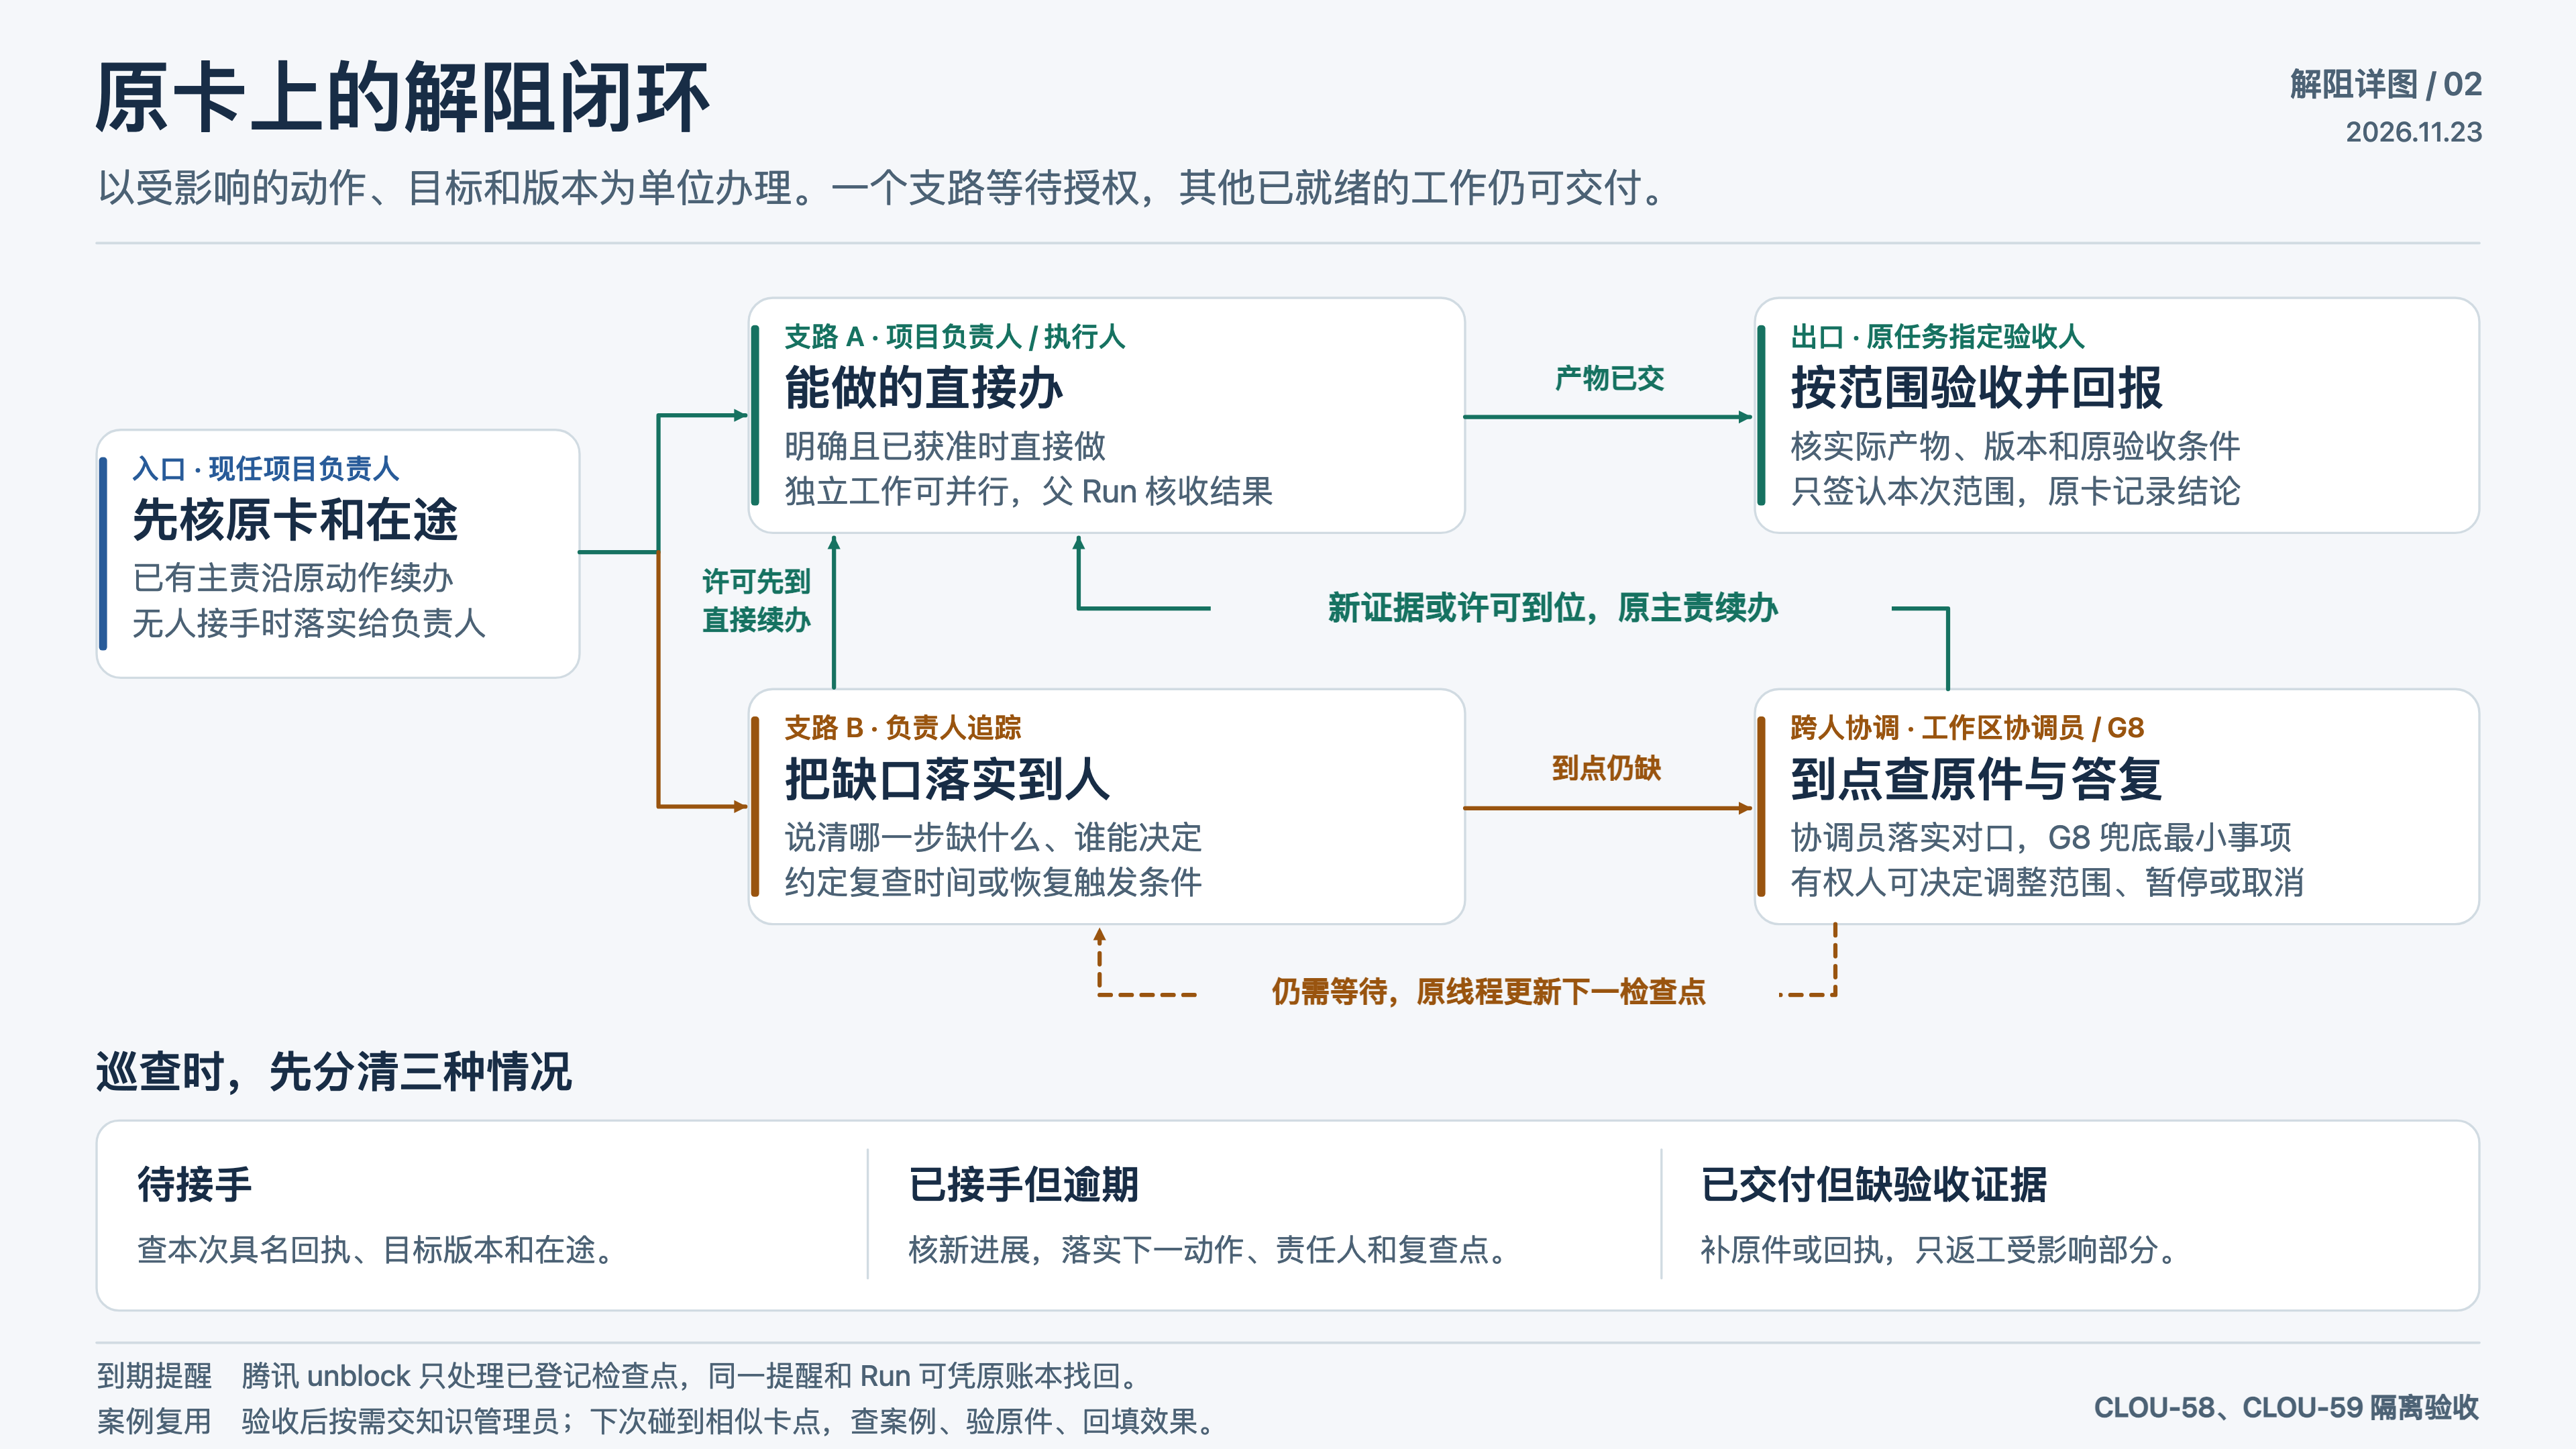 原卡上的解阻闭环
解阻详图 / 02
2026.11.23
以受影响的动作、目标和版本为单位办理。一个支路等待授权，其他已就绪的工作仍可交付。
入口 · 现任项目负责人
先核原卡和在途
已有主责沿原动作续办
无人接手时落实给负责人
支路 A · 项目负责人 / 执行人
能做的直接办
明确且已获准时直接做
独立工作可并行，父 Run 核收结果
产物已交
出口 · 原任务指定验收人
按范围验收并回报
核实际产物、版本和原验收条件
只签认本次范围，原卡记录结论
许可先到
直接续办
新证据或许可到位，原主责续办
支路 B · 负责人追踪
把缺口落实到人
说清哪一步缺什么、谁能决定
约定复查时间或恢复触发条件
到点仍缺
跨人协调 · 工作区协调员 / G8
到点查原件与答复
协调员落实对口，G8 兜底最小事项
有权人可决定调整范围、暂停或取消
仍需等待，原线程更新下一检查点
巡查时，先分清三种情况
待接手
查本次具名回执、目标版本和在途。
已接手但逾期
核新进展，落实下一动作、责任人和复查点。
已交付但缺验收证据
补原件或回执，只返工受影响部分。
到期提醒 腾讯 unblock 只处理已登记检查点，同一提醒和 Run 可凭原账本找回。
案例复用 验收后按需交知识管理员；下次碰到相似卡点，查案例、验原件、回填效果。
CLOU-58、CLOU-59 隔离验收